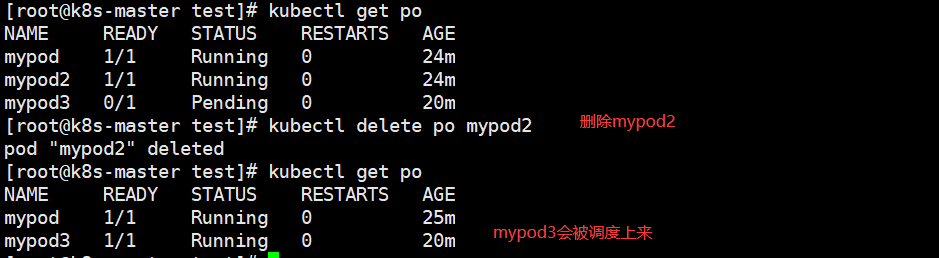 [root@k8s-master test]# kubectl get po
NAME READY STATUS RESTARTS AGE
mypod 1/1 Running 0 24m
mypod2 1/1 Running 0 24m
mypod3 0/1 Pending 0 20m
[root@k8s-master test]# kubectl delete po mypod2 删除mypod2
pod "mypod2" deleted
[root@k8s-master test]# kubectl get po
NAME READY STATUS RESTARTS AGE
mypod 1/1 Running 0 25m
mypod3 1/1 Running 0 20m mypod3会被调度上来
[root@k8s-master test]#